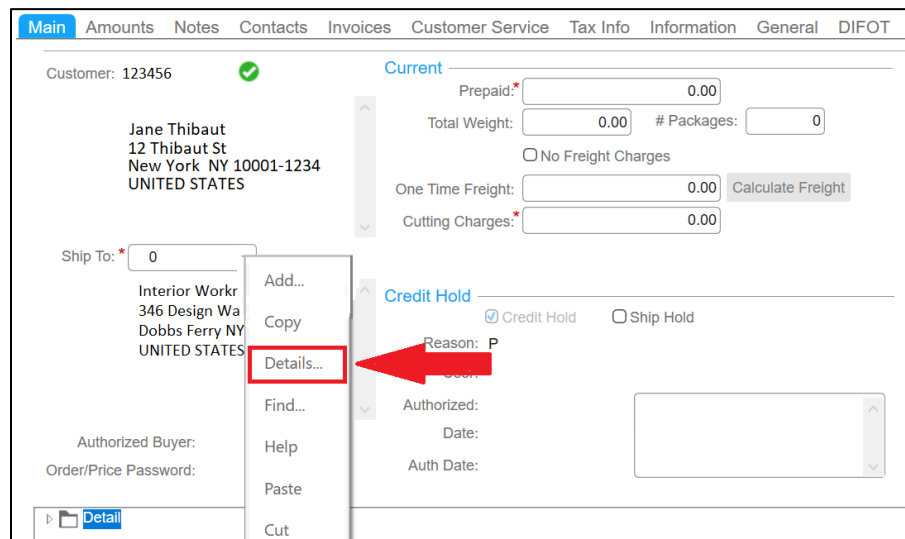 Main Amounts Notes Contacts Invoices Customer Service Tax Info Information General DIFOT
Customer: 123456
Jane Thibaut
12 Thibaut St
New York NY 10001-1234
UNITED STATES
Ship To: * 0
Interior Workr
346 Design Wa
Dobbs Ferry NY
UNITED STATES
Authorized Buyer:
Order/Price Password:
Add...
Copy
Details...
Find...
Help
Paste
Cut
Current
Prepaid:* 0.00
Total Weight: 0.00 # Packages: 0
No Freight Charges
One Time Freight: 0.00 Calculate Freight
Cutting Charges:* 0.00
Credit Hold
Credit Hold Ship Hold
Reason: P
Authorized:
Date:
Auth Date:
Detail